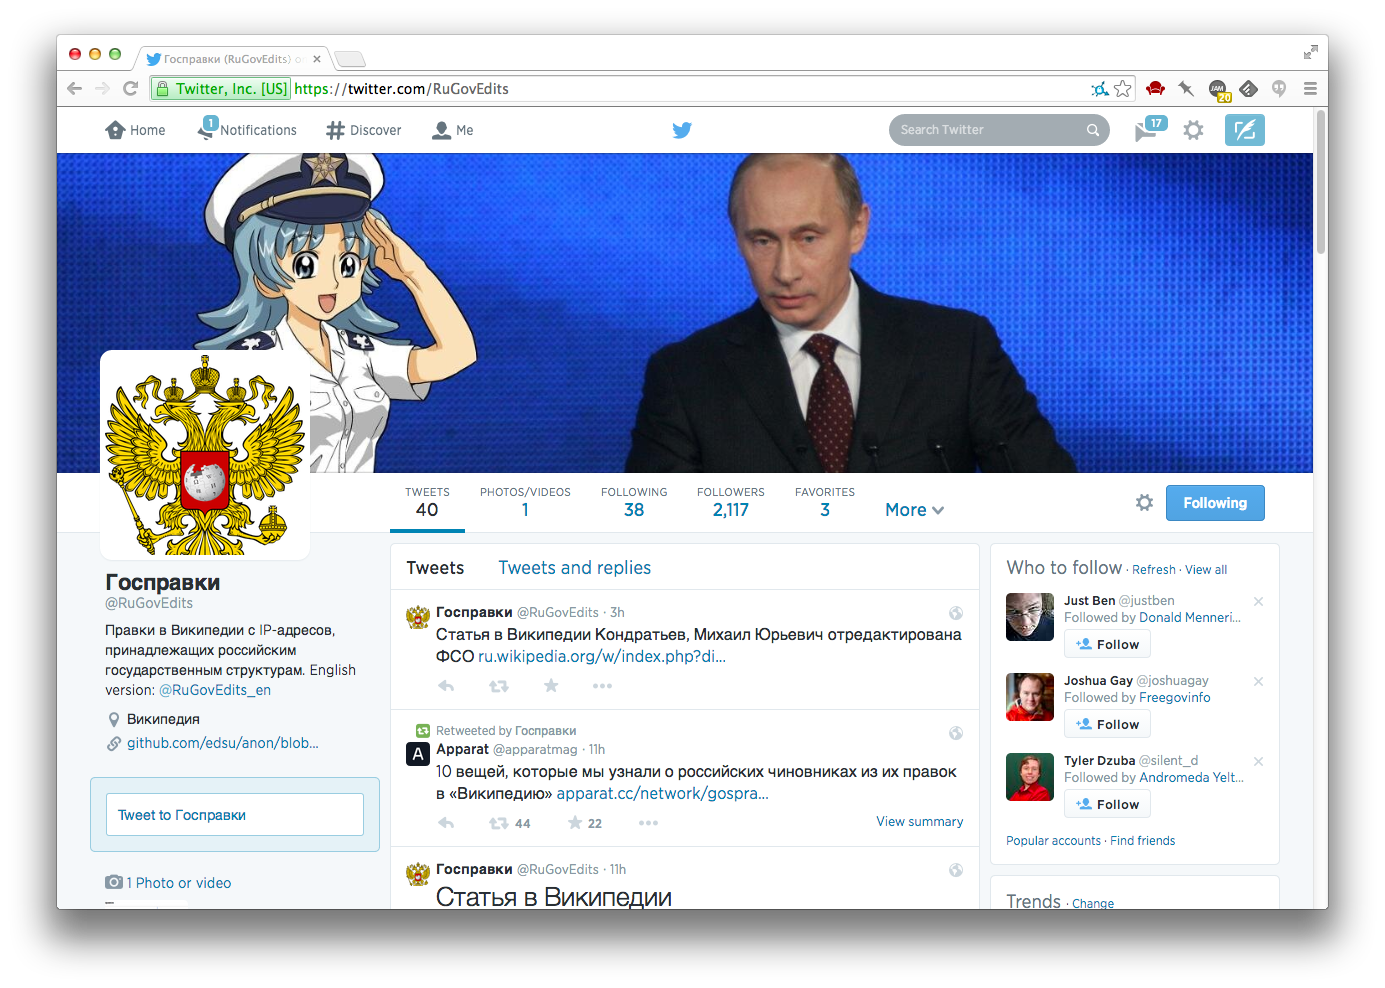 Госправки (RuGovEdits) o
Twitter, Inc. [US] https://twitter.com/RuGovEdits
JAM
20
Home
1
Notifications
Discover
Me
Search Twitter
17
TWEETS
40
PHOTOS/VIDEOS
1
FOLLOWING
38
FOLLOWERS
2,117
FAVORITES
3
More
Following
Госправки
@RuGovEdits
Правки в Википедии с IP-адресов,
принадлежащих российским
государственным структурам. English
version: @RuGovEdits_en
Википедия
github.com/edsu/anon/blob...
Tweet to Госправки
1 Photo or video
Tweets Tweets and replies
Госправки @RuGovEdits · 3h
Статья в Википедии Кондратьев, Михаил Юрьевич отредактирована
ФСО ru.wikipedia.org/w/index.php?di...
Retweeted by Госправки
A
Apparat @apparatmag · 11h
10 вещей, которые мы узнали о российских чиновниках из их правок
в «Википедию» apparat.cc/network/gospra...
44
22
View summary
Госправки @RuGovEdits · 11h
Статья в Википедии
Who to follow · Refresh · View all
Just Ben @justben
Followed by Donald Menneri...
Follow
Joshua Gay @joshuagay
Followed by Freegovinfo
Follow
Tyler Dzuba @silent_d
Followed by Andromeda Yelt...
Follow
Popular accounts · Find friends
Trends · Change